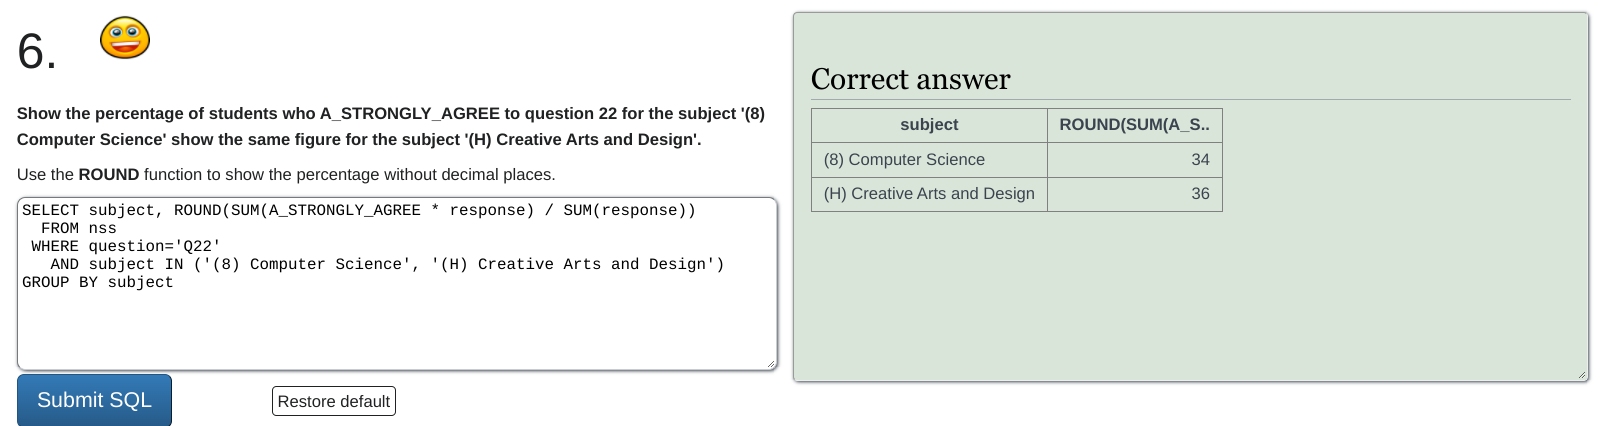 6.
Show the percentage of students who A_STRONGLY_AGREE to question 22 for the subject '(8)
Computer Science' show the same figure for the subject '(H) Creative Arts and Design'.
Use the ROUND function to show the percentage without decimal places.
SELECT subject, ROUND(SUM(A_STRONGLY_AGREE * response) / SUM(response))
  FROM nss
 WHERE question='Q22'
   AND subject IN ('(8) Computer Science', '(H) Creative Arts and Design')
GROUP BY subject
Submit SQL
Restore default
Correct answer
subject ROUND(SUM(A_S..
(8) Computer Science 34
(H) Creative Arts and Design 36